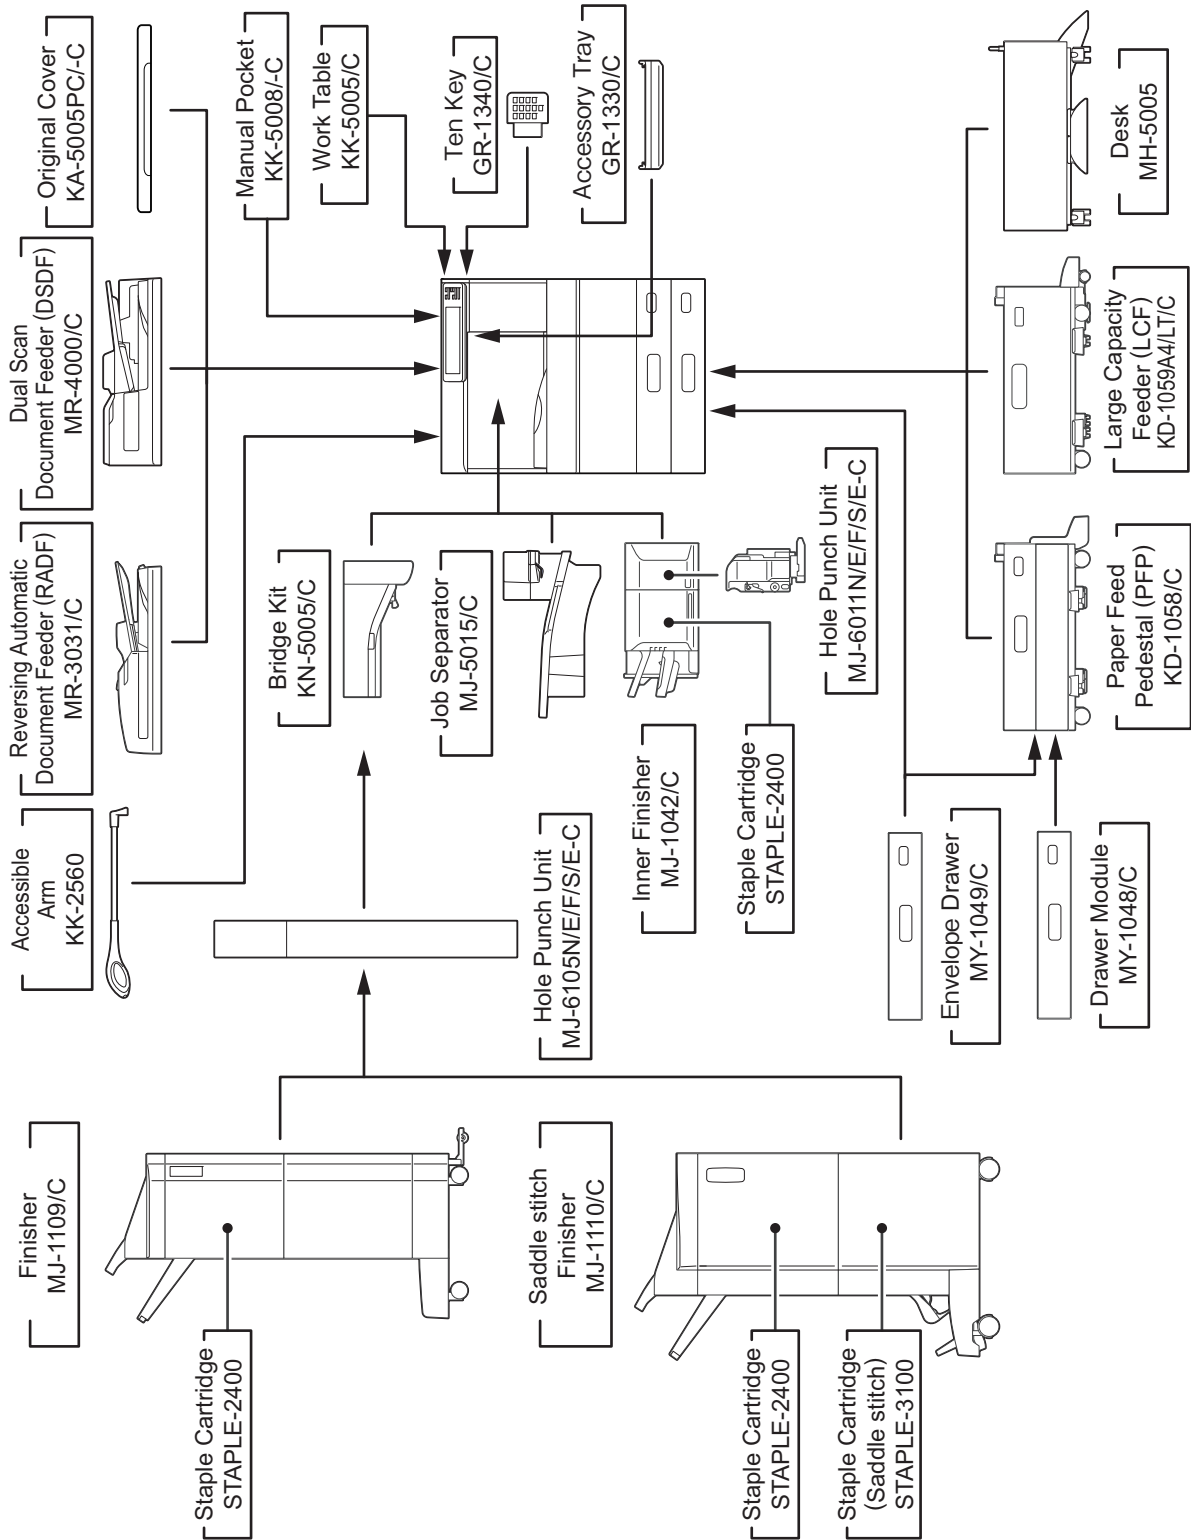 Finisher
MJ-1109/C
Staple Cartridge
STAPLE-2400
Saddle stitch
Finisher
MJ-1110/C
Staple Cartridge
STAPLE-2400
Staple Cartridge
(Saddle stitch)
STAPLE-3100
Accessible
Arm
KK-2560
Hole Punch Unit
MJ-6105N/E/F/S/E-C
Envelope Drawer
MY-1049/C
Drawer Module
MY-1048/C
Reversing Automatic
Document Feeder (RADF)
MR-3031/C
Bridge Kit
KN-5005/C
Job Separator
MJ-5015/C
Inner Finisher
MJ-1042/C
Staple Cartridge
STAPLE-2400
Hole Punch Unit
MJ-6011N/E/F/S/E-C
Paper Feed
Pedestal (PFP)
KD-1058/C
Dual Scan
Document Feeder (DSDF)
MR-4000/C
Large Capacity
Feeder (LCF)
KD-1059A4/LT/C
Original Cover
KA-5005PC/-C
Manual Pocket
KK-5008/-C
Work Table
KK-5005/C
Ten Key
GR-1340/C
Accessory Tray
GR-1330/C
Desk
MH-5005